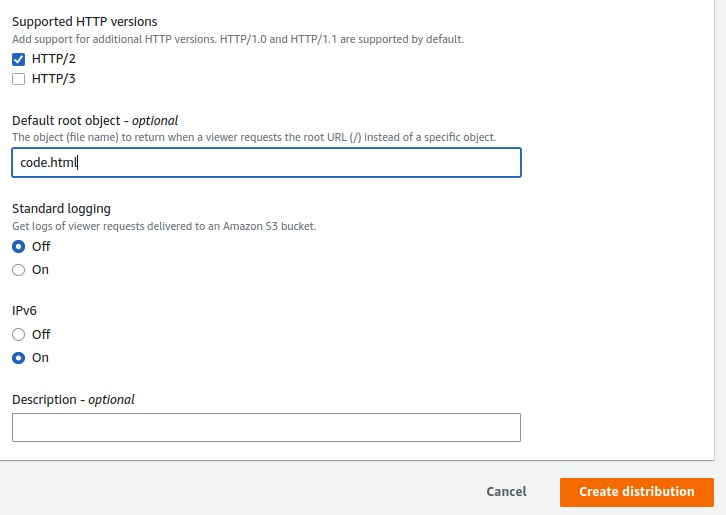 Supported HTTP versions
Add support for additional HTTP versions. HTTP/1.0 and HTTP/1.1 are supported by default.
HTTP/2
HTTP/3
Default root object - optional
The object (file name) to return when a viewer requests the root URL (/) instead of a specific object.
code.html
Standard logging
Get logs of viewer requests delivered to an Amazon S3 bucket.
Off
On
IPv6
Off
On
Description - optional
Cancel
Create distribution